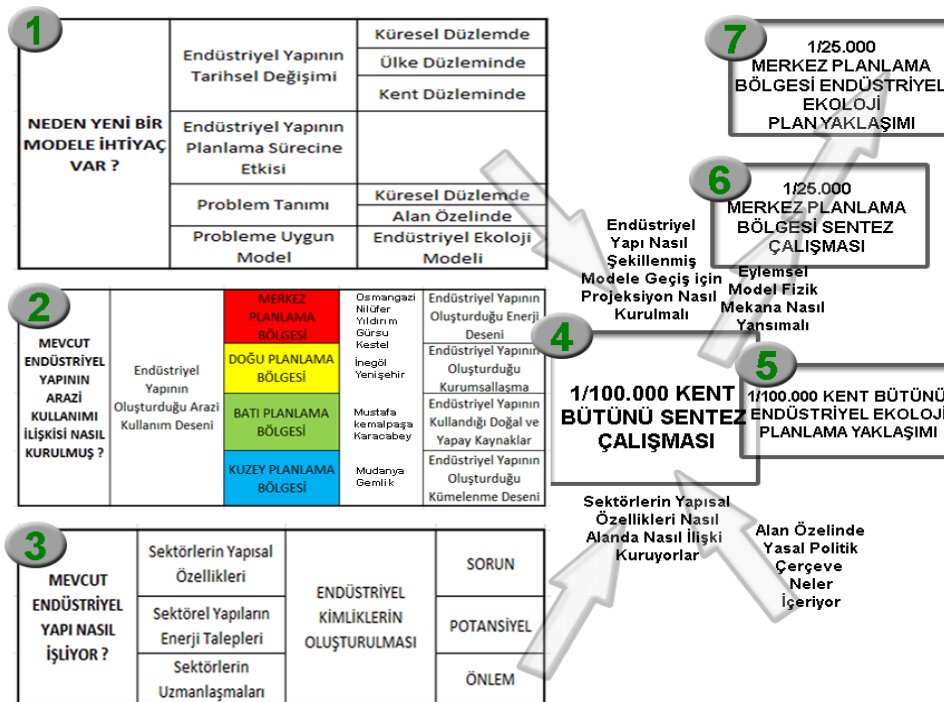 1
NEDEN YENİ BİR
MODELE İHTİYAÇ
VAR ?
Endüstriyel Yapının
Tarihsel Değişimi
Küresel Düzlemde
Ülke Düzleminde
Kent Düzleminde
Endüstriyel Yapının
Planlama Sürecine
Etkisi
Problem Tanımı
Küresel Düzlemde
Alan Özelinde
Probleme Uygun
Model
Endüstriyel Ekoloji
Modeli
2
MEVCUT
ENDÜSTRİYEL
YAPININ
ARAZİ
KULLANIMI
İLİŞKİSİ NASIL
KURULMUŞ ?
Endüstriyel
Yapının
Oluşturduğu Arazi
Kullanım Deseni
MERKEZ
PLANLAMA
BÖLGESİ
Osmangazi
Nilüfer
Yıldırım
Gürsu
Kestel
Endüstriyel Yapının
Oluşturduğu Enerji
Deseni
DOĞU PLANLAMA
BÖLGESİ
İnegöl
Yenişehir
Endüstriyel Yapının
Oluşturduğu
Kurumsallaşma
BATI PLANLAMA
BÖLGESİ
Mustafa
kemalpaşa
Karacabey
Endüstriyel Yapının
Kullandığı Doğal ve
Yapay Kaynaklar
KUZEY PLANLAMA
BÖLGESİ
Mudanya
Gemlik
Endüstriyel Yapının
Oluşturduğu
Kümelenme Deseni
3
MEVCUT
ENDÜSTRİYEL
YAPI NASIL
İŞLİYOR ?
Sektörlerin Yapısal
Özellikleri
Sektörel Yapıların
Enerji Talepleri
Sektörlerin
Uzmanlaşmaları
ENDÜSTRİYEL
KİMLİKLERİN
OLUŞTURULMASI
SORUN
POTANSİYEL
ÖNLEM
7
1/25.000
MERKEZ PLANLAMA
BÖLGESİ ENDÜSTRİYEL
EKOLOJİ
PLAN YAKLAŞIMI
6
1/25.000
MERKEZ PLANLAMA
BÖLGESİ SENTEZ
ÇALIŞMASI
Endüstriyel
Yapı Nasıl
Şekillenmiş
Modele Geçiş için
Projeksiyon Nasıl
Kurulmalı
Eylemsel
Model Fizik
Mekana Nasıl
Yansımalı
4
1/100.000 KENT
BÜTÜNÜ SENTEZ
ÇALIŞMASI
5
1/100.000 KENT BÜTÜNÜ
ENDÜSTRİYEL EKOLOJİ
PLANLAMA YAKLAŞIMI
Sektörlerin Yapısal
Özellikleri Nasıl
Alanda Nasıl İlişki
Kuruyorlar
Alan Özelinde
Yasal Politik
Çerçeve
Neler
İçeriyor